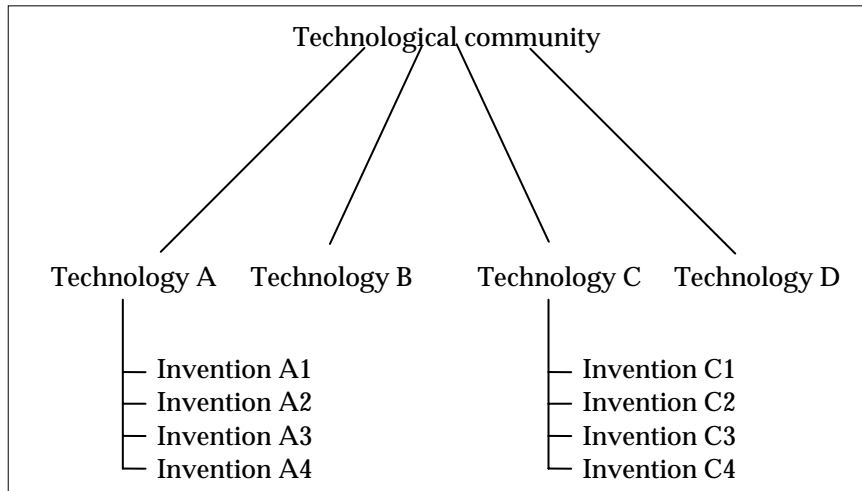 Technological community
Technology A Technology B Technology C Technology D
Invention A1 Invention C1
Invention A2 Invention C2
Invention A3 Invention C3
Invention A4 Invention C4